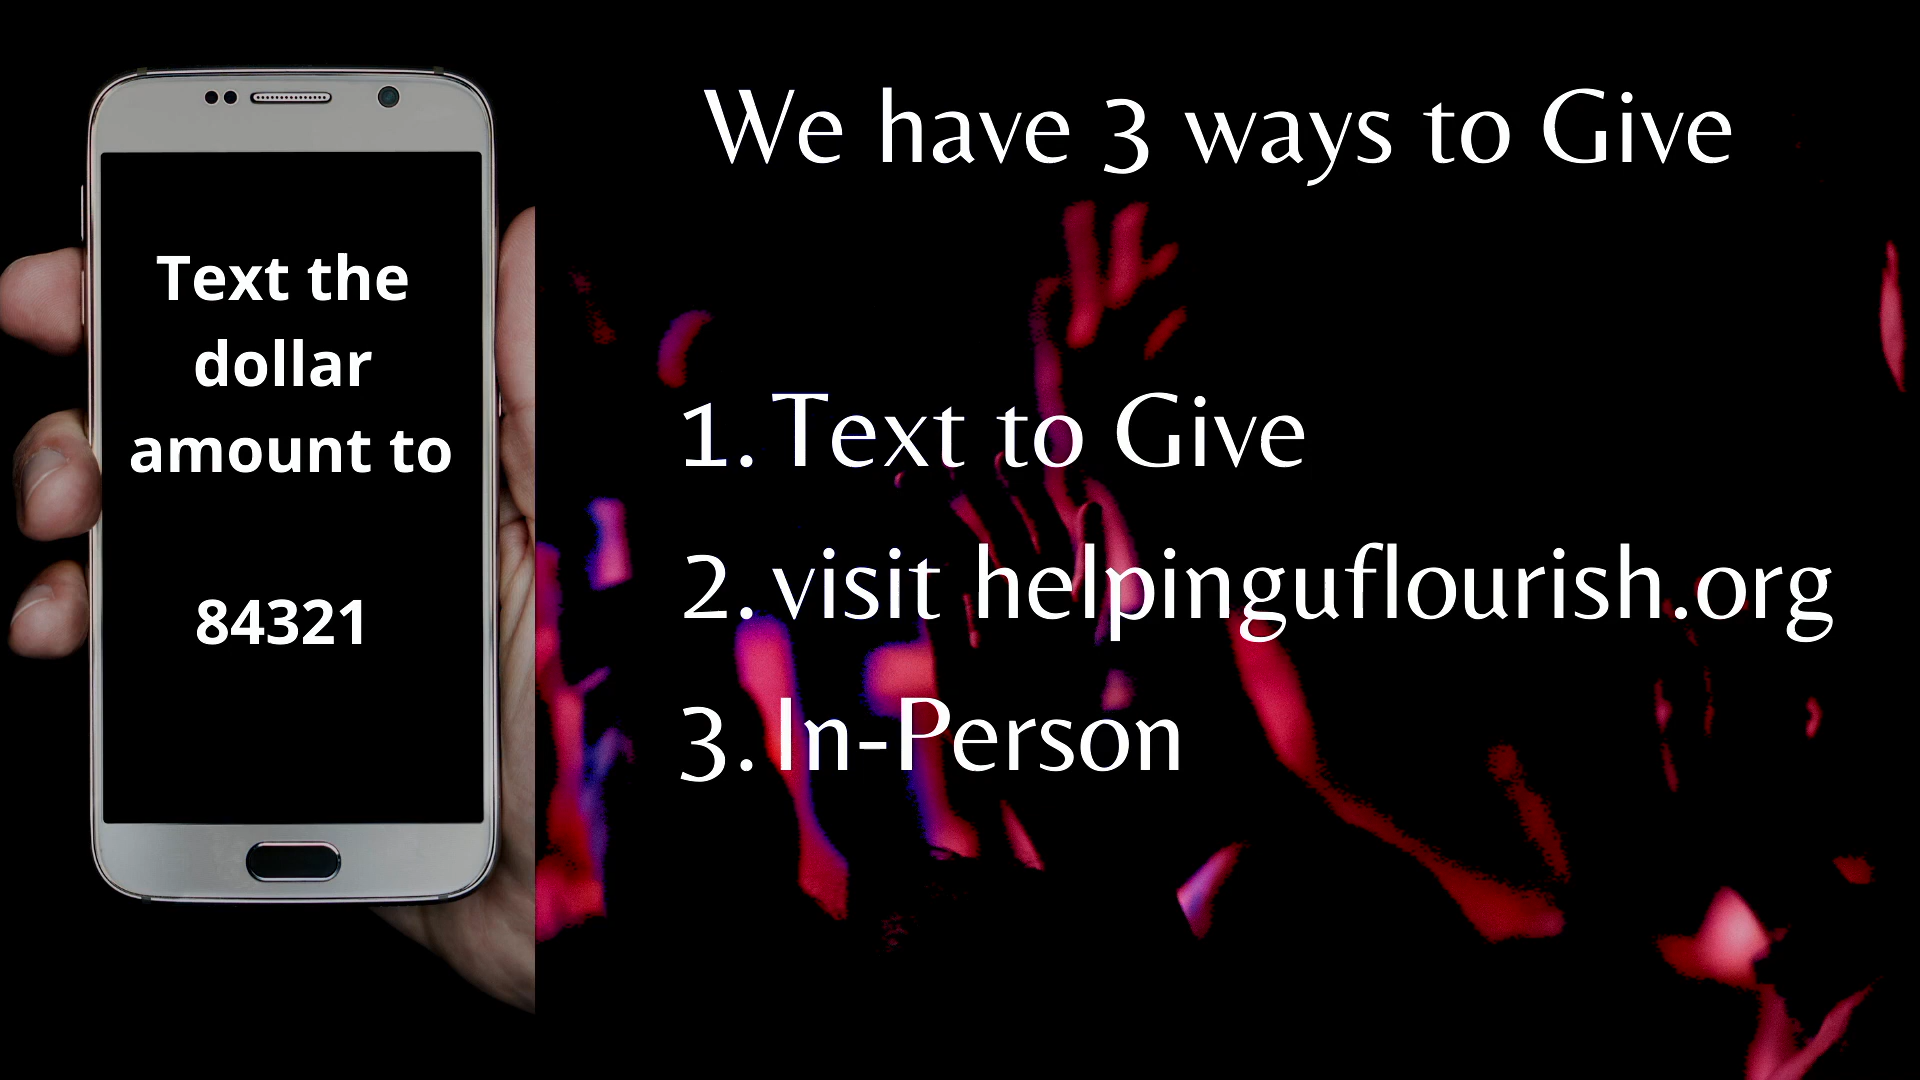 Text the
dollar
amount to
84321
We have 3 ways to Give
1. Text to Give
2. visit helpinguflourish.org
3. In-Person